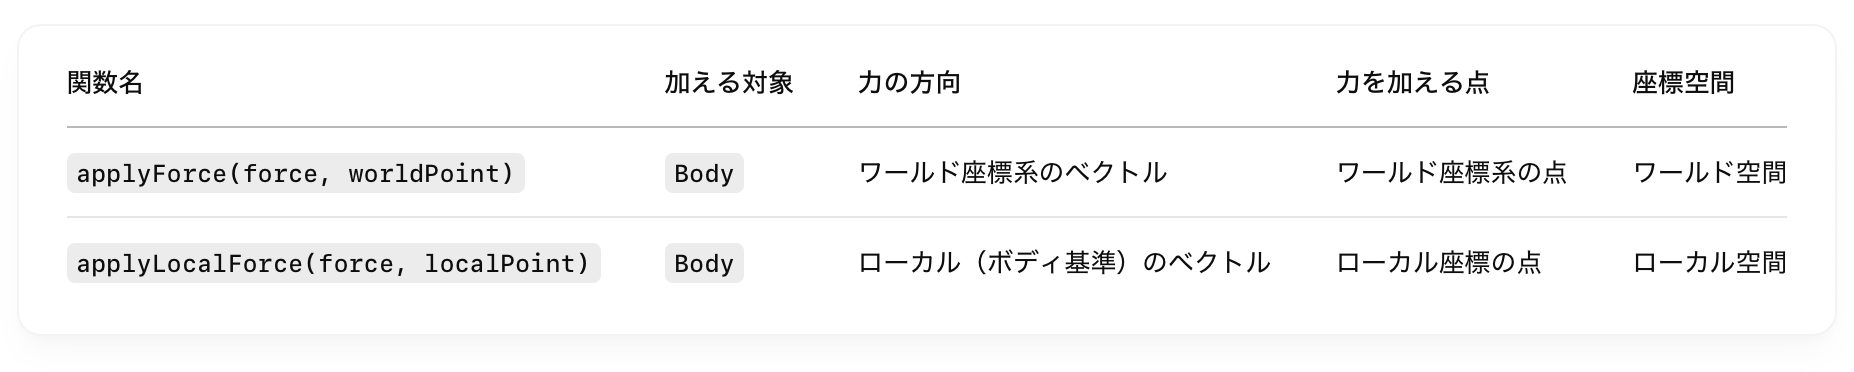 関数名 加える対象 力の方向 力を加える点 座標空間
applyForce(force, worldPoint) Body ワールド座標系のベクトル ワールド座標系の点 ワールド空間
applyLocalForce(force, localPoint) Body ローカル（ボディ基準）のベクトル ローカル座標の点 ローカル空間